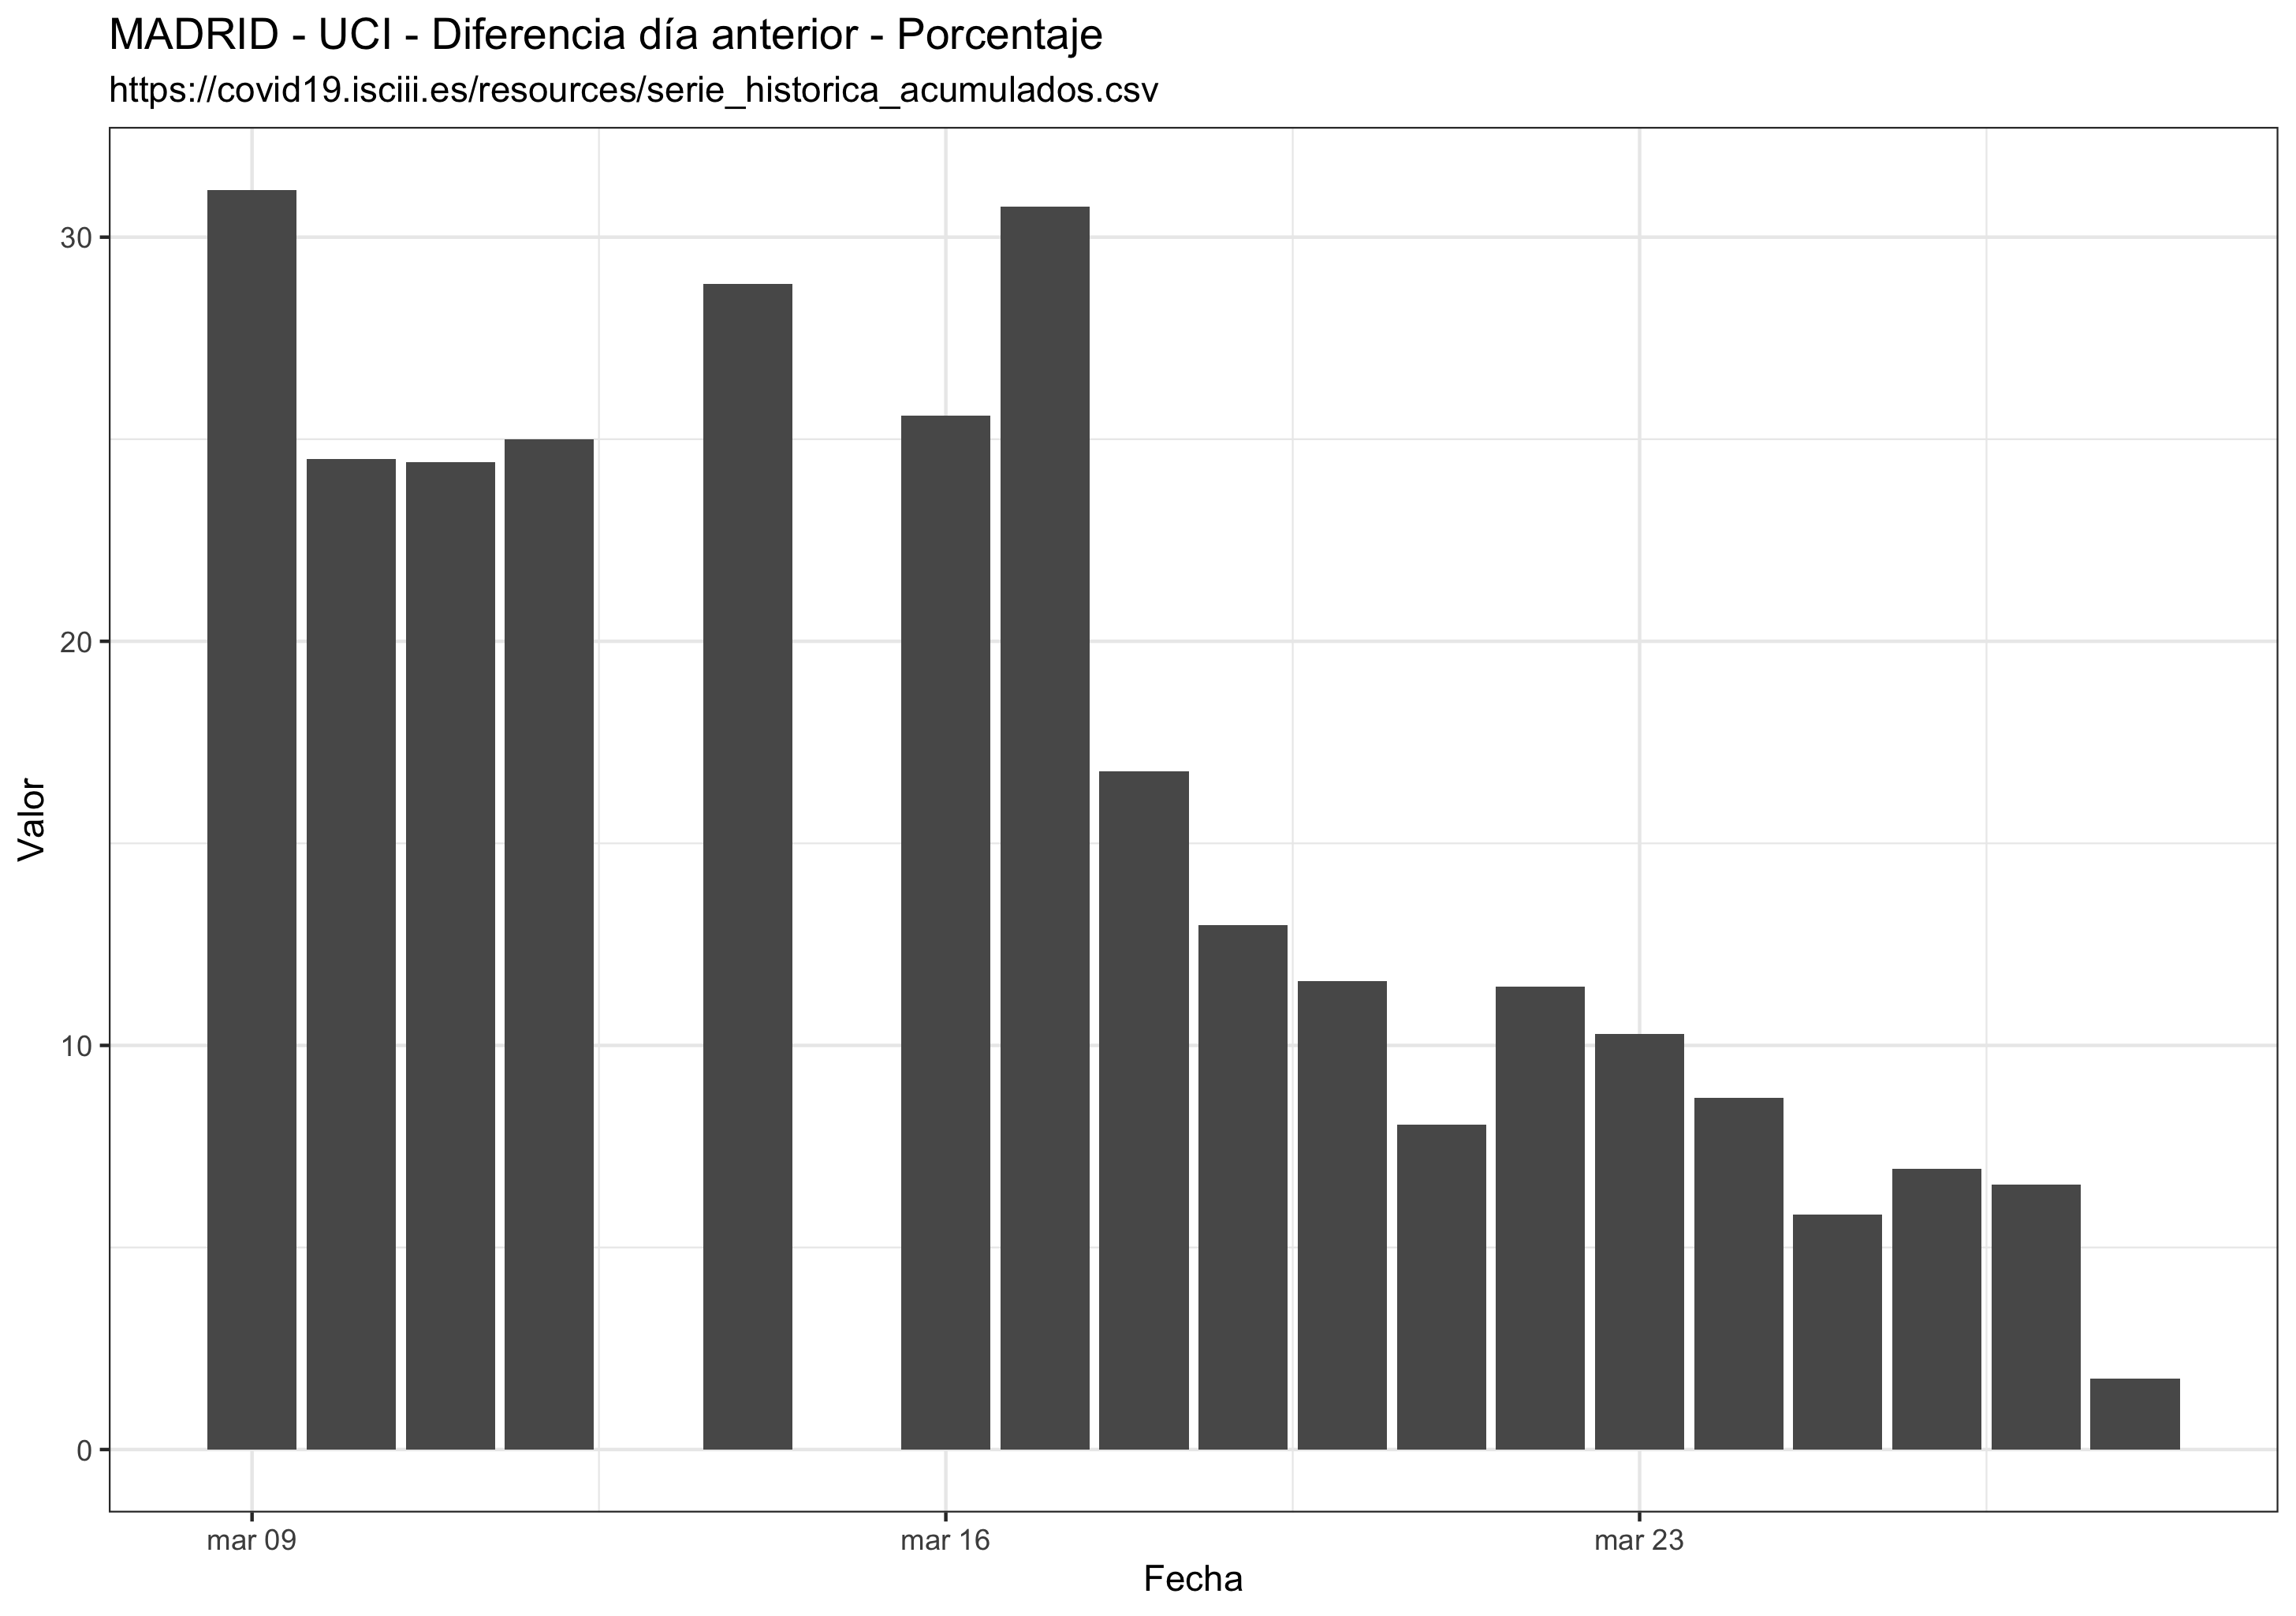 MADRID - UCI - Diferencia día anterior - Porcentaje
https://covid19.isciii.es/resources/serie_historica_acumulados.csv
30
20
10
0
Valor
mar 09
mar 16
mar 23
Fecha